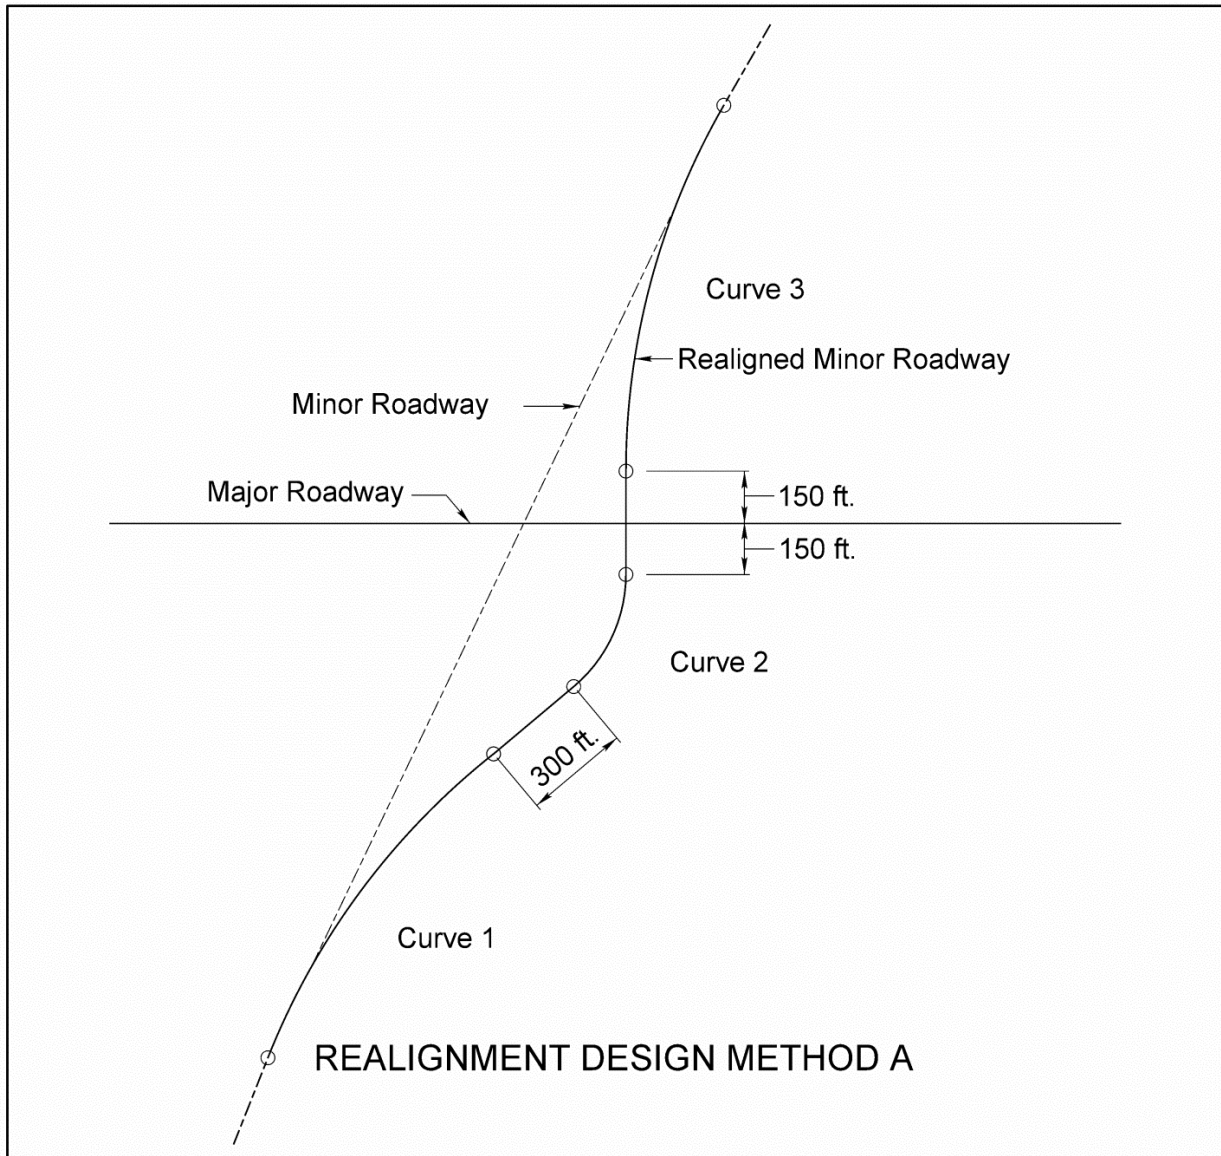 Curve 3
Realigned Minor Roadway
Minor Roadway
Major Roadway
150 ft.
150 ft.
Curve 2
300 ft.
Curve 1
REALIGNMENT DESIGN METHOD A